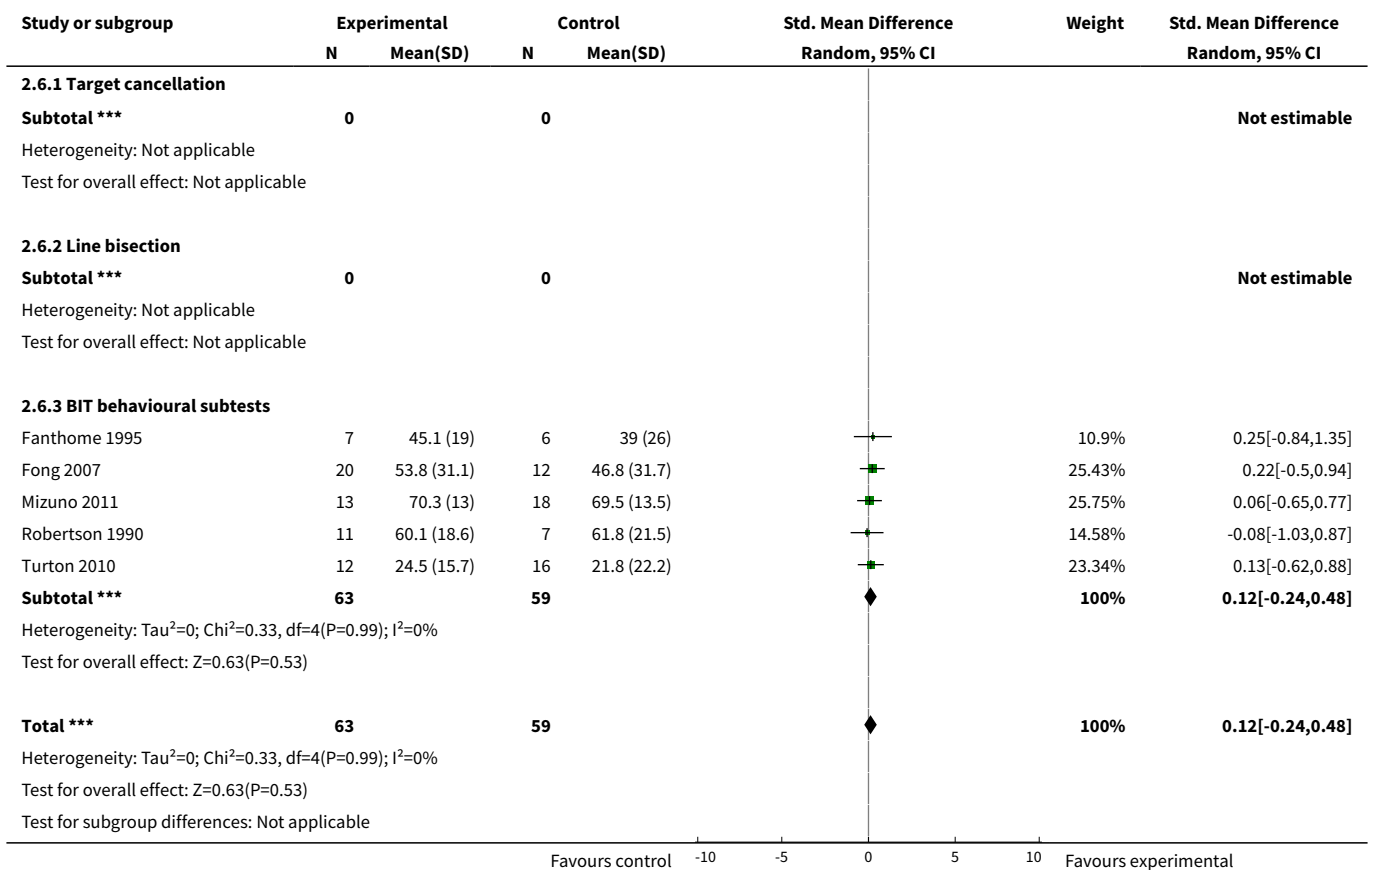 Study or subgroup Experimental Control Std. Mean Difference Weight Std. Mean Difference
N Mean(SD) N Mean(SD) Random, 95% CI Random, 95% CI
2.6.1 Target cancellation
Subtotal *** 0 0 Not estimable
Heterogeneity: Not applicable
Test for overall effect: Not applicable
2.6.2 Line bisection
Subtotal *** 0 0 Not estimable
Heterogeneity: Not applicable
Test for overall effect: Not applicable
2.6.3 BIT behavioural subtests
Fanthome 1995 7 45.1 (19) 6 39 (26) 10.9% 0.25[-0.84,1.35]
Fong 2007 20 53.8 (31.1) 12 46.8 (31.7) 25.43% 0.22[-0.5,0.94]
Mizuno 2011 13 70.3 (13) 18 69.5 (13.5) 25.75% 0.06[-0.65,0.77]
Robertson 1990 11 60.1 (18.6) 7 61.8 (21.5) 14.58% -0.08[-1.03,0.87]
Turton 2010 12 24.5 (15.7) 16 21.8 (22.2) 23.34% 0.13[-0.62,0.88]
Subtotal *** 63 59 100% 0.12[-0.24,0.48]
Heterogeneity: Tau²=0; Chi²=0.33, df=4(P=0.99); I²=0%
Test for overall effect: Z=0.63(P=0.53)
Total *** 63 59 100% 0.12[-0.24,0.48]
Heterogeneity: Tau²=0; Chi²=0.33, df=4(P=0.99); I²=0%
Test for overall effect: Z=0.63(P=0.53)
Test for subgroup differences: Not applicable
Favours control -10 -5 0 5 10 Favours experimental